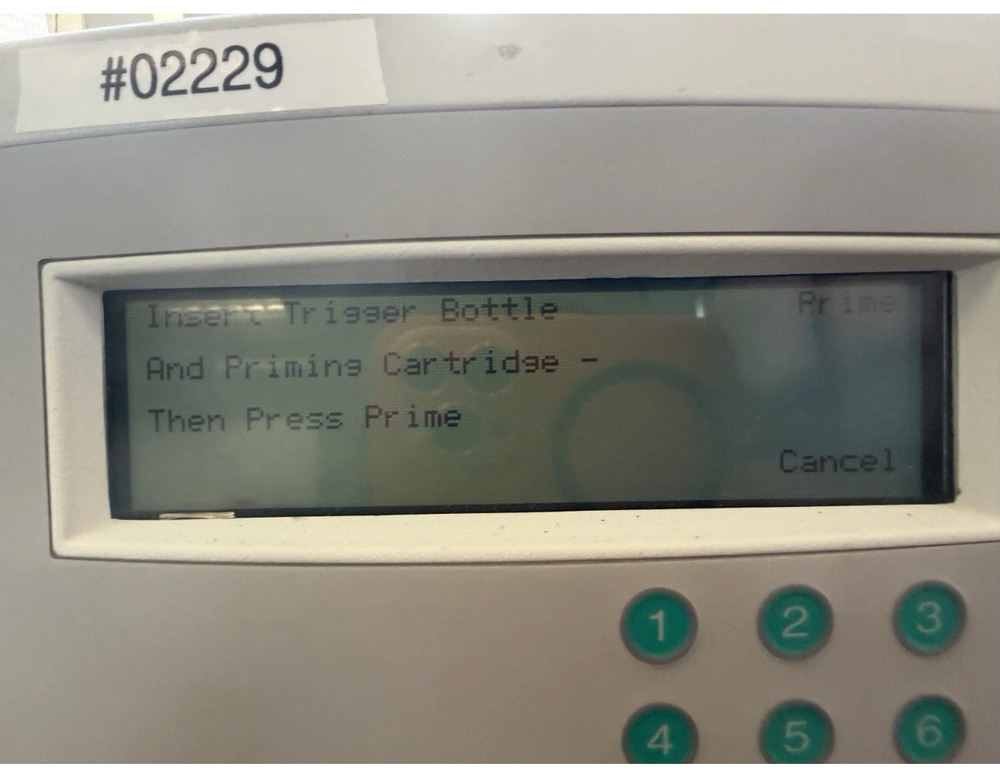 #02229
Insert Trigger Bottle Prime
And Priming Cartridge -
Then Press Prime
Cancel
1 2 3
4 5 6